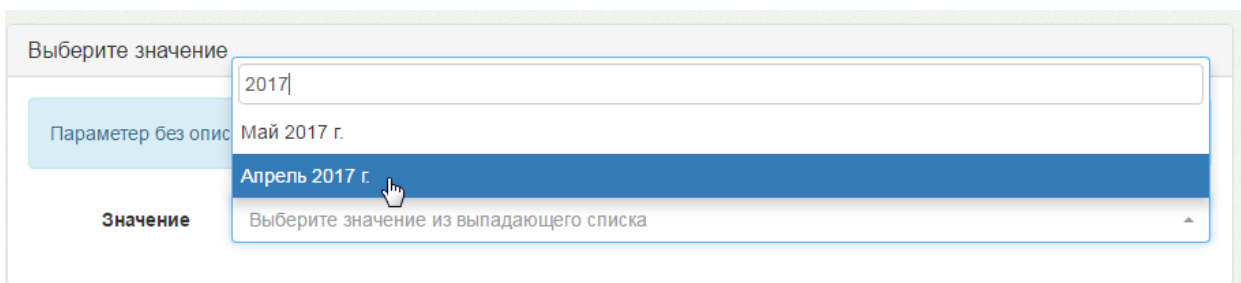 Выберите значение
2017
Параметр без опис
Май 2017 г.
Апрель 2017 г.
Значение
Выберите значение из выпадающего списка